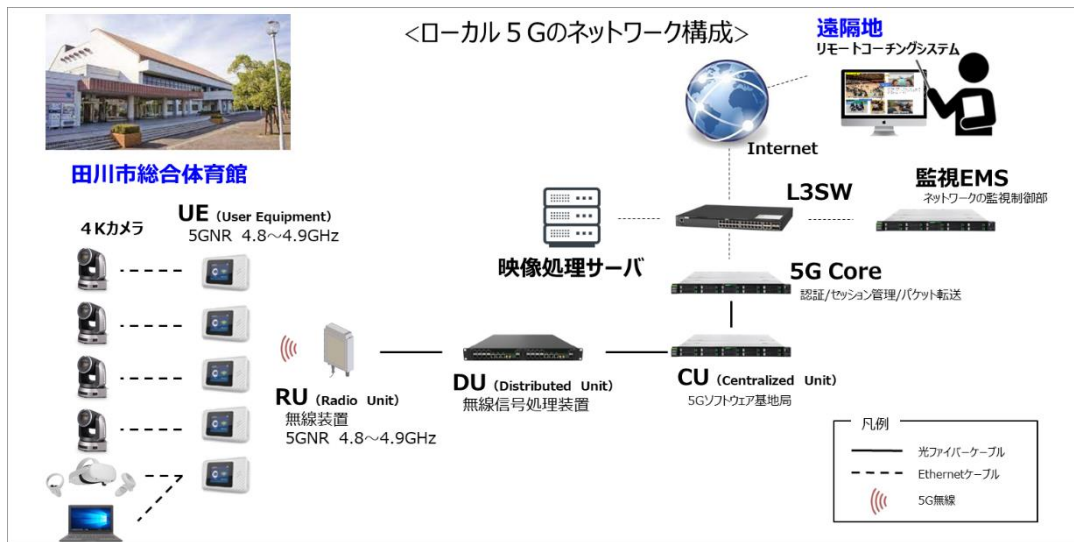 <ローカル５Gのネットワーク構成>
遠隔地
リモートコーチングシステム
田川市総合体育館
Internet
L3SW
監視EMS
ネットワークの監視制御部
UE（User Equipment）
5GNR 4.8～4.9GHz
4Kカメラ
映像処理サーバ
5G Core
認証/セッション管理/パケット転送
RU（Radio Unit）
無線装置
5GNR 4.8～4.9GHz
DU（Distributed Unit）
無線信号処理装置
CU（Centralized Unit）
5Gソフトウェア基地局
凡例
光ファイバーケーブル
Ethernetケーブル
5G無線